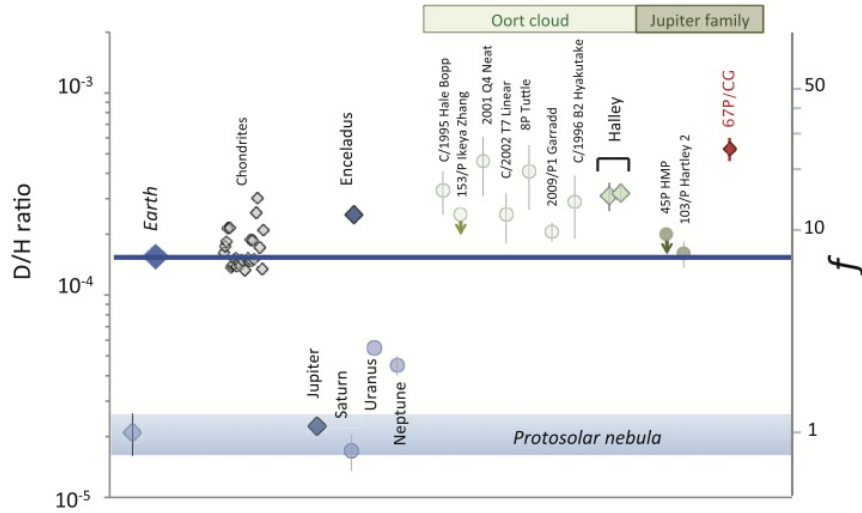 Oort cloud
Jupiter family
10-3
50
D/H ratio
Earth
Chondrites
Enceladus
C/1995 Hale Bopp
153/P Ikeya Zhang
2001 Q4 Neat
C/2002 T7 Linear
8P Tuttle
2009/P1 Garradd
C/1996 B2 Hyakutake
Halley
45P HMP
103/P Hartley 2
67P/CG
10
10-4
f
Jupiter
Saturn
Uranus
Neptune
Protosolar nebula
1
10-5